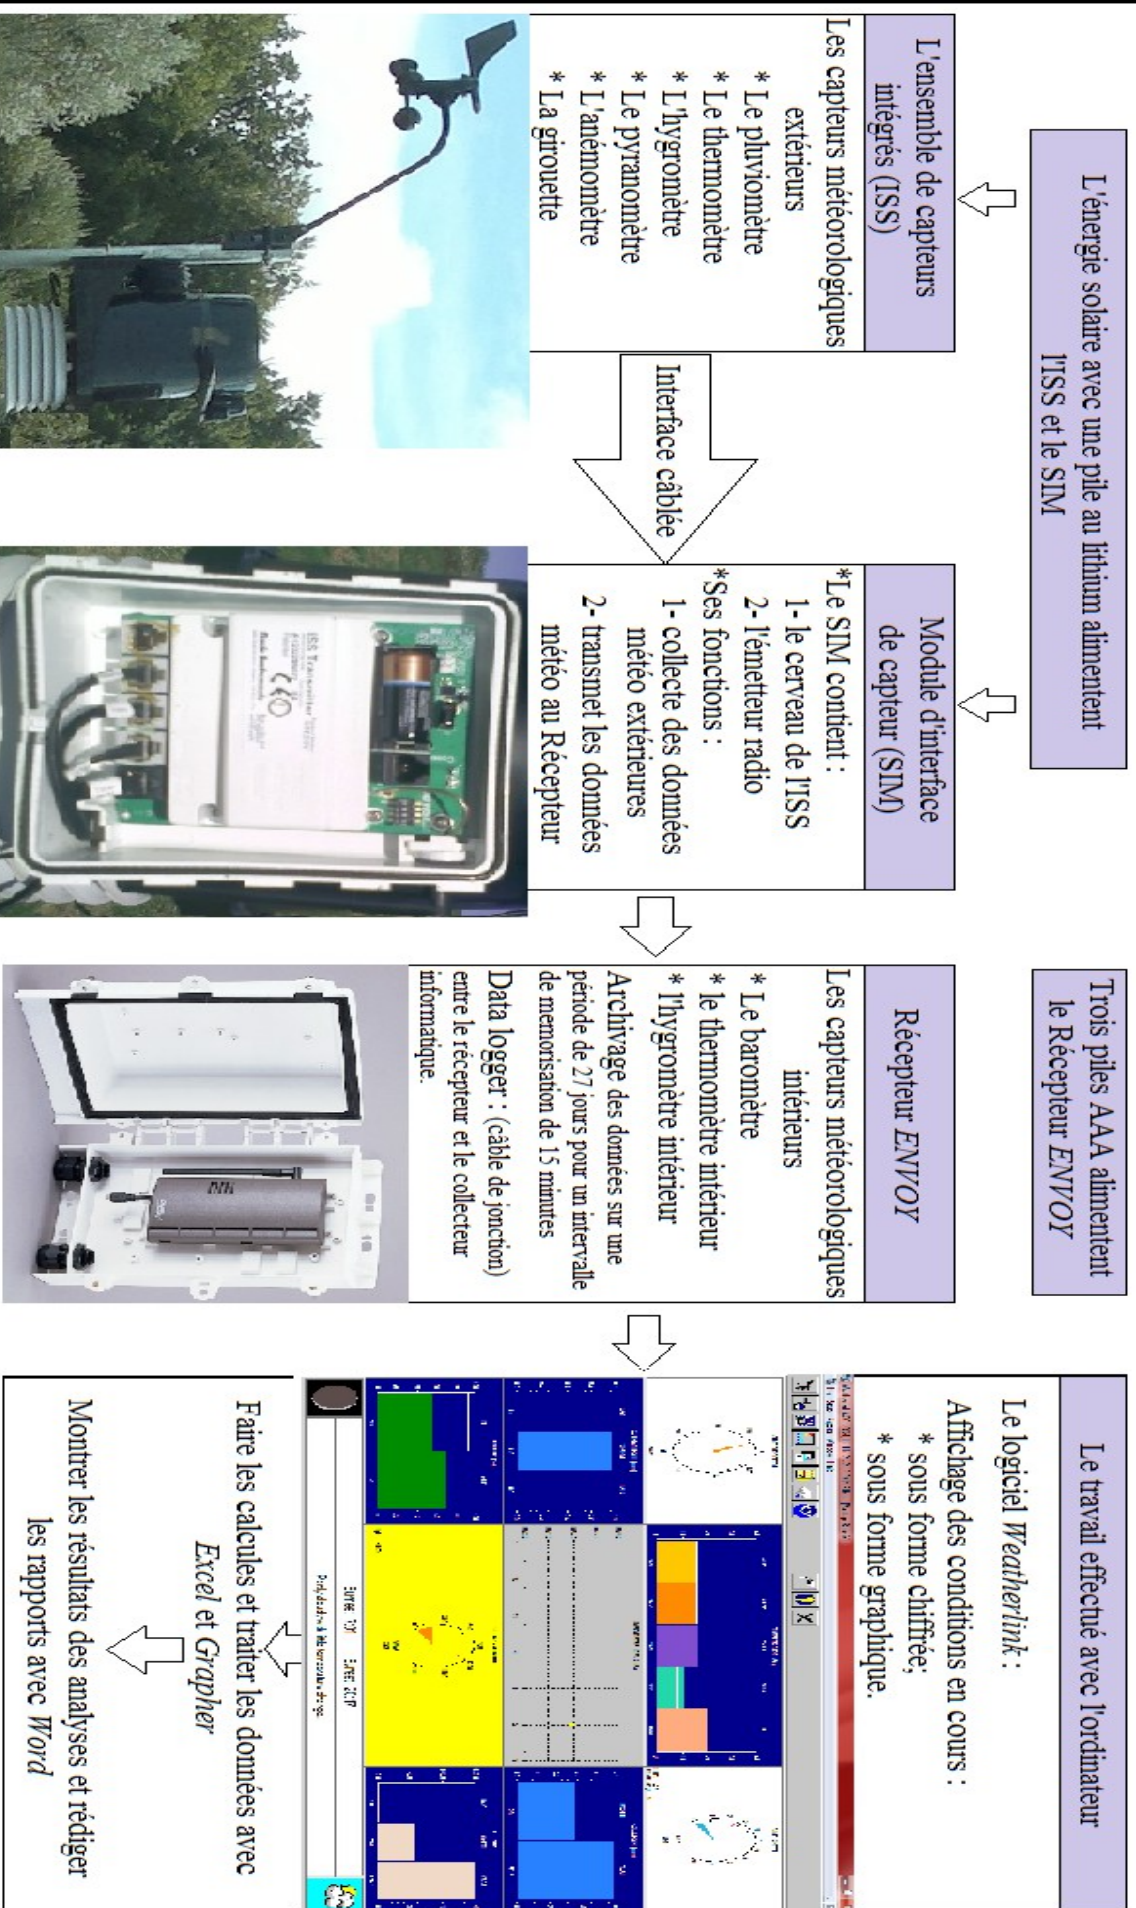 L'énergie solaire avec une pile au lithium alimentent
l'ISS et le SIM
Trois piles AAA alimentent
le Récepteur ENVOY
L'ensemble de capteurs
intégrés (ISS)
Les capteurs météorologiques
extérieurs
* Le pluviomètre
* Le thermomètre
* L'hygromètre
* Le pyranomètre
* L'anémomètre
* La girouette
Interface câblée
Module d'interface
de capteur (SIM)
*Le SIM contient :
1- le cerveau de l'ISS
2- l'émetteur radio
*Ses fonctions :
1- collecte des données
météo extérieures
2- transmet les données
météo au Récepteur
ISS Transmitter
Récepteur ENVOY
Les capteurs météorologiques
intérieurs
* Le baromètre
* le thermomètre intérieur
* l'hygromètre intérieur
Archivage des données sur une
période de 27 jours pour un intervalle
de memorisation de 15 minutes
Data logger : (câble de jonction)
entre le récepteur et le collecteur
informatique.
Le travail effectué avec l'ordinateur
Le logiciel Weatherlink :
Affichage des conditions en cours :
* sous forme chiffrée;
* sous forme graphique.
Faire les calcules et traiter les données avec
Excel et Grapher
Montrer les résultats des analyses et rédiger
les rapports avec Word